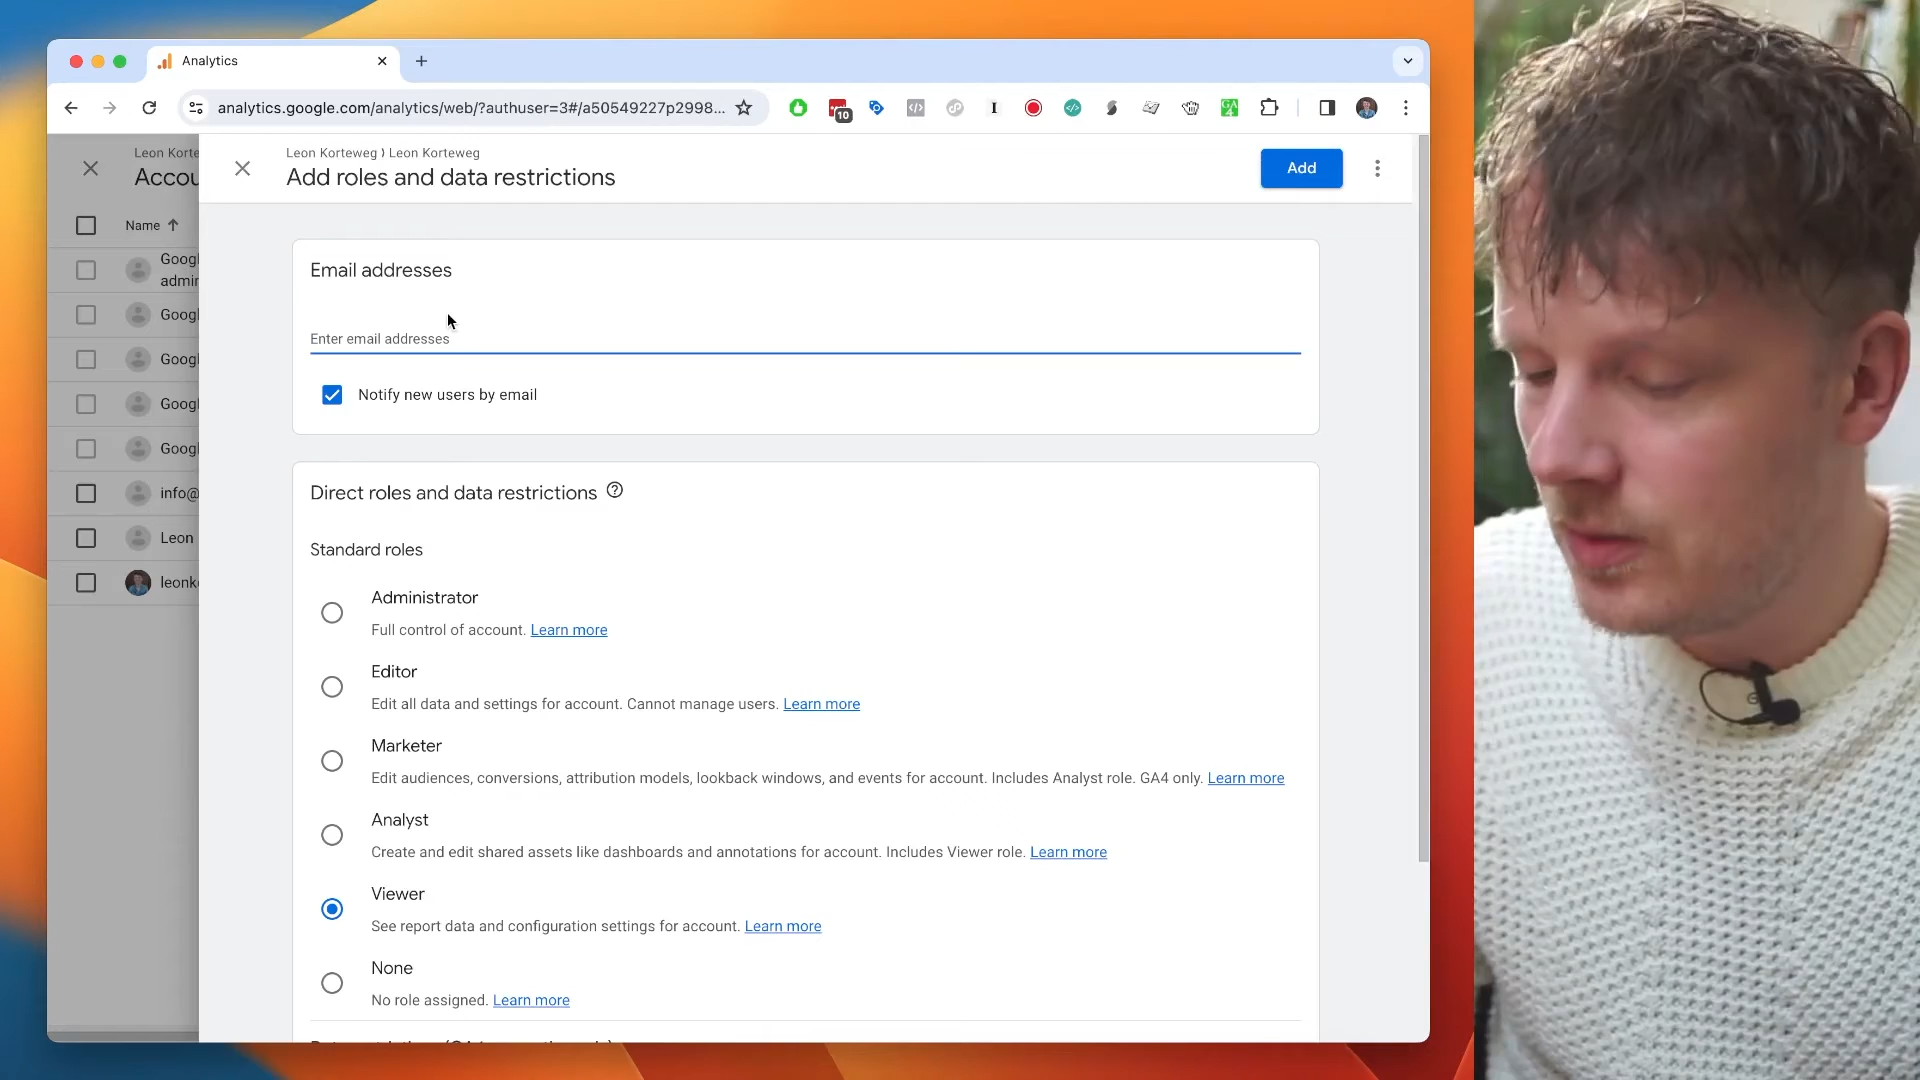 Analytics
analytics.google.com/analytics/web/?authuser=3#/a50549227p2998...
10
GA
4
Leon Korte
Accou
Name
Googl
admin
Googl
Googl
Googl
Googl
info@
Leon
leonk
Leon Korteweg › Leon Korteweg
Add roles and data restrictions
Add
Email addresses
Enter email addresses
Notify new users by email
Direct roles and data restrictions
Standard roles
Administrator
Full control of account. Learn more
Editor
Edit all data and settings for account. Cannot manage users. Learn more
Marketer
Edit audiences, conversions, attribution models, lookback windows, and events for account. Includes Analyst role. GA4 only. Learn more
Analyst
Create and edit shared assets like dashboards and annotations for account. Includes Viewer role. Learn more
Viewer
See report data and configuration settings for account. Learn more
None
No role assigned. Learn more